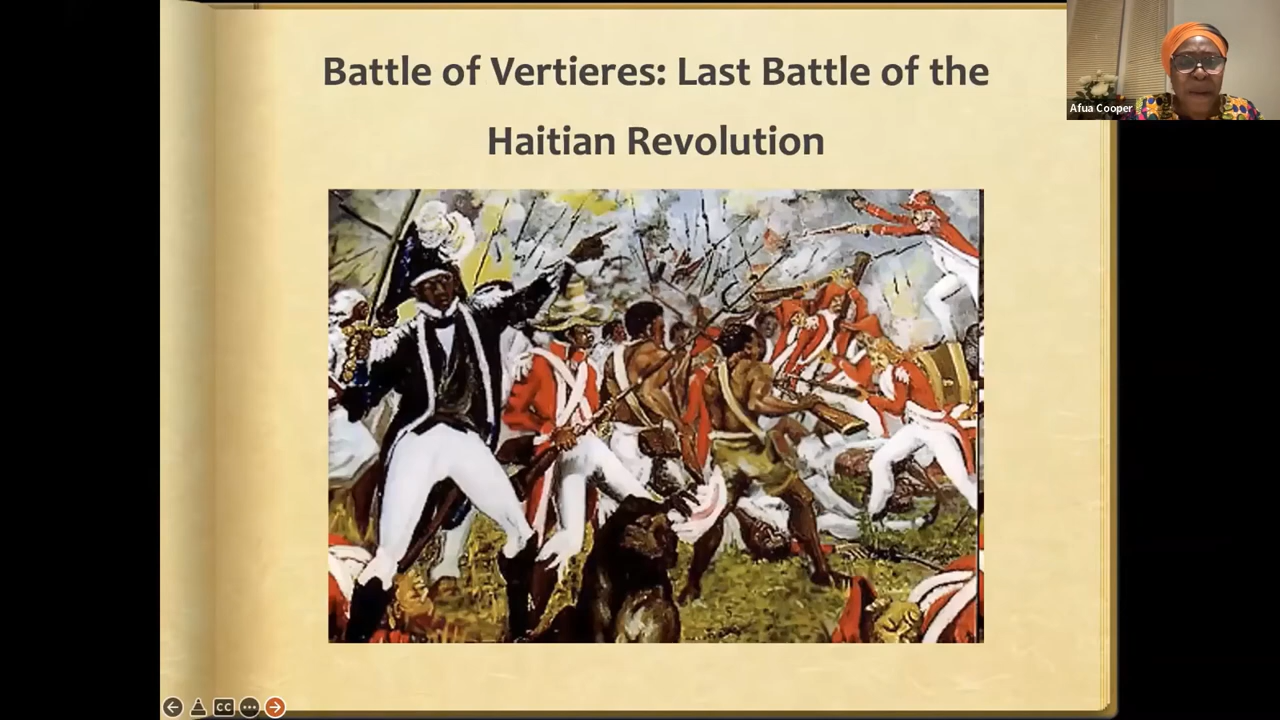 Battle of Vertieres: Last Battle of the
Haitian Revolution
Afua Cooper
CC